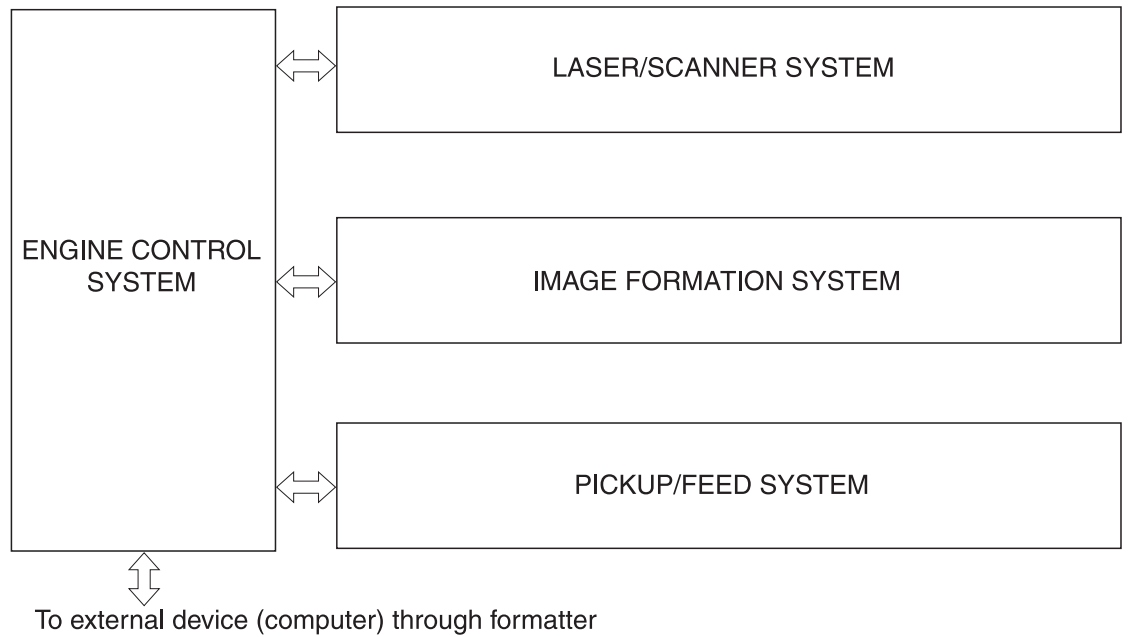 LASER/SCANNER SYSTEM
ENGINE CONTROL
SYSTEM
IMAGE FORMATION SYSTEM
PICKUP/FEED SYSTEM
To external device (computer) through formatter